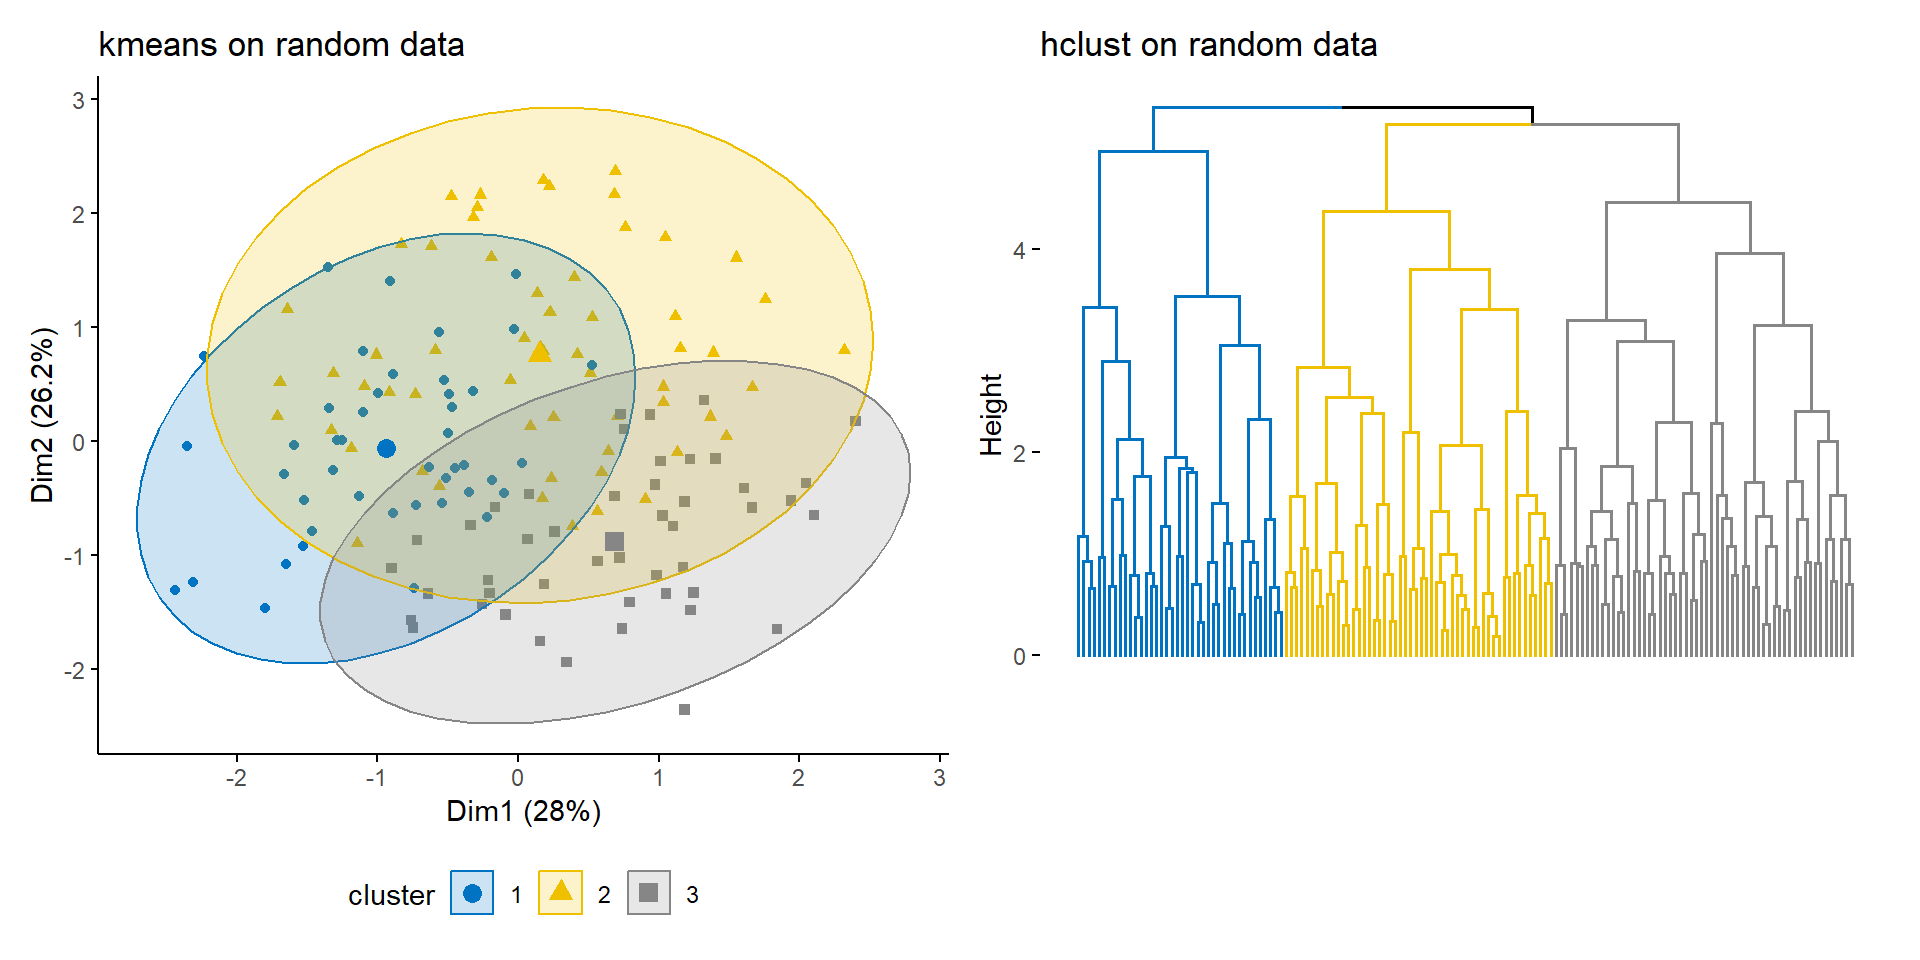 kmeans on random data
3
2
1
0
-1
-2
Dim2 (26.2%)
-2 -1 0 1 2 3
Dim1 (28%)
cluster 1 2 3
hclust on random data
4
2
0
Height